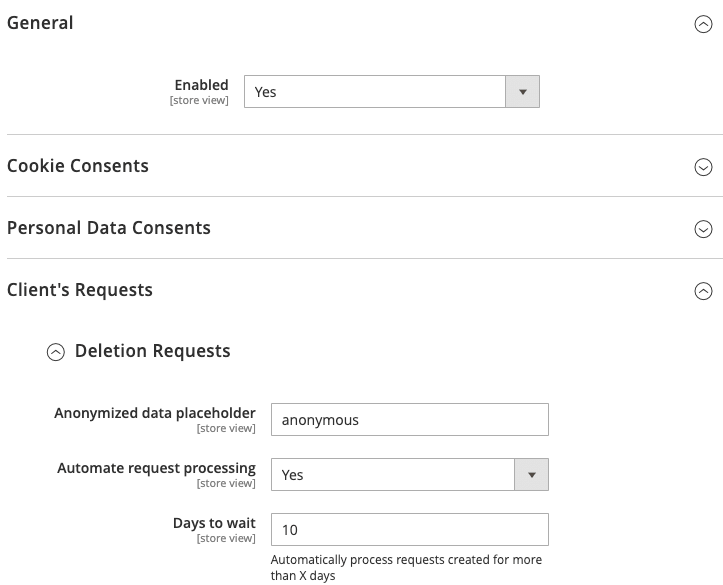 General
Enabled
[store view]
Yes
Cookie Consents
Personal Data Consents
Client's Requests
Deletion Requests
Anonymized data placeholder
[store view]
anonymous
Automate request processing
[store view]
Yes
Days to wait
[store view]
10
Automatically process requests created for more
than X days